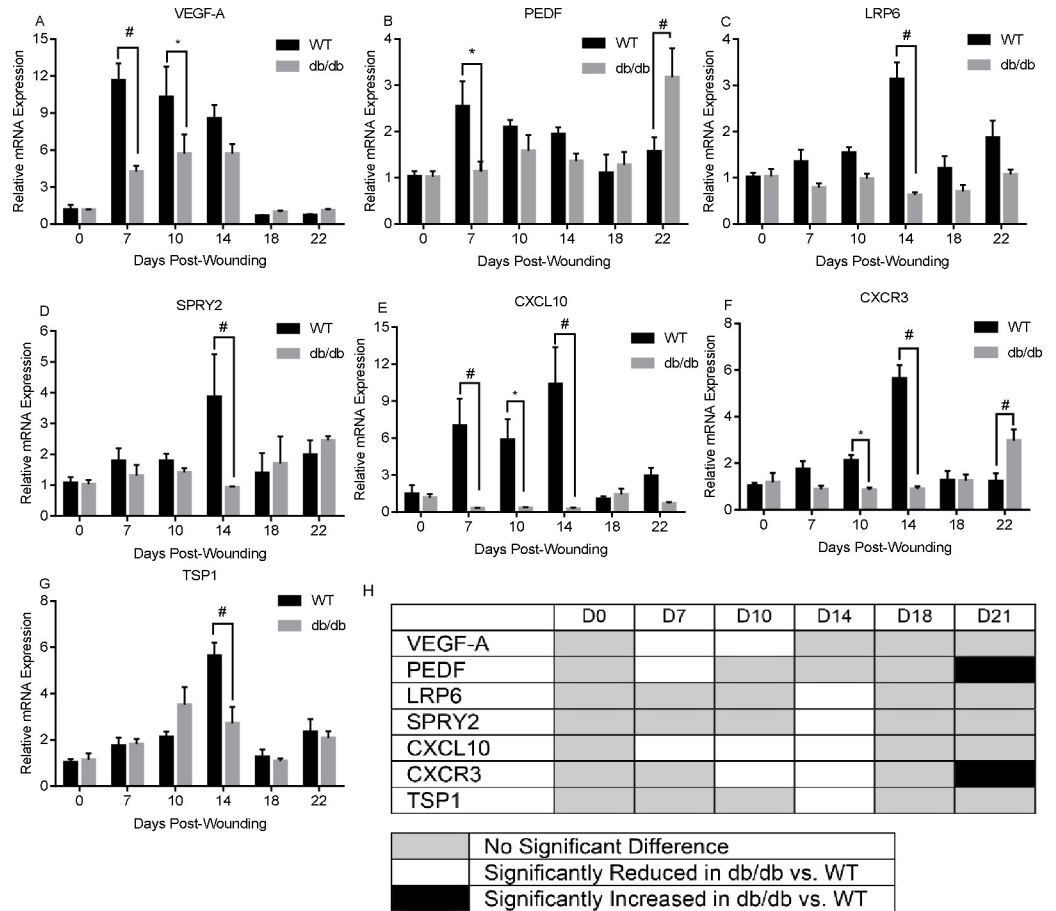 A
VEGF-A
Relative mRNA Expression
15
12
9
6
3
0
#
*
WT
db/db
0 7 10 14 18 22
Days Post-Wounding
B
PEDF
Relative mRNA Expression
5
4
3
2
1
0
*
#
WT
db/db
0 7 10 14 18 22
Days Post-Wounding
C
LRP6
Relative mRNA Expression
4
3
2
1
0
#
WT
db/db
0 7 10 14 18 22
Days Post-Wounding
D
SPRY2
Relative mRNA Expression
6
5
4
3
2
1
0
#
WT
db/db
0 7 10 14 18 22
Days Post-Wounding
E
CXCL10
Relative mRNA Expression
15
12
9
6
3
0
#
*
#
WT
db/db
0 7 10 14 18 22
Days Post-Wounding
F
CXCR3
Relative mRNA Expression
8
6
4
2
0
*
#
#
WT
db/db
0 7 10 14 18 22
Days Post-Wounding
G
TSP1
Relative mRNA Expression
8
6
4
2
0
#
WT
db/db
0 7 10 14 18 22
Days Post-Wounding
H
D0 D7 D10 D14 D18 D21
VEGF-A
PEDF
LRP6
SPRY2
CXCL10
CXCR3
TSP1
No Significant Difference
Significantly Reduced in db/db vs. WT
Significantly Increased in db/db vs. WT